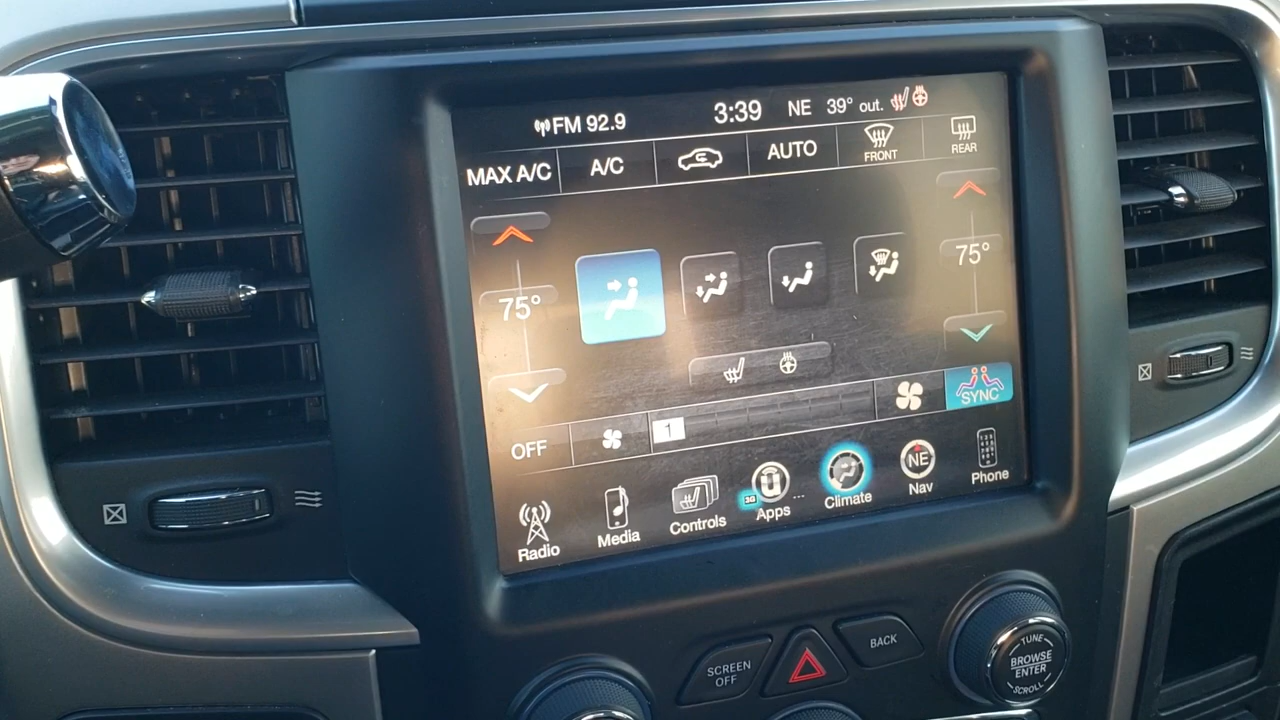 FM 92.9 3:39 NE 39° out.
MAX A/C A/C AUTO FRONT REAR
75° 75°
OFF 1 SYNC
Radio Media Controls 3G Apps Climate NE Nav Phone
SCREEN OFF BACK
TUNE
BROWSE
ENTER
SCROLL